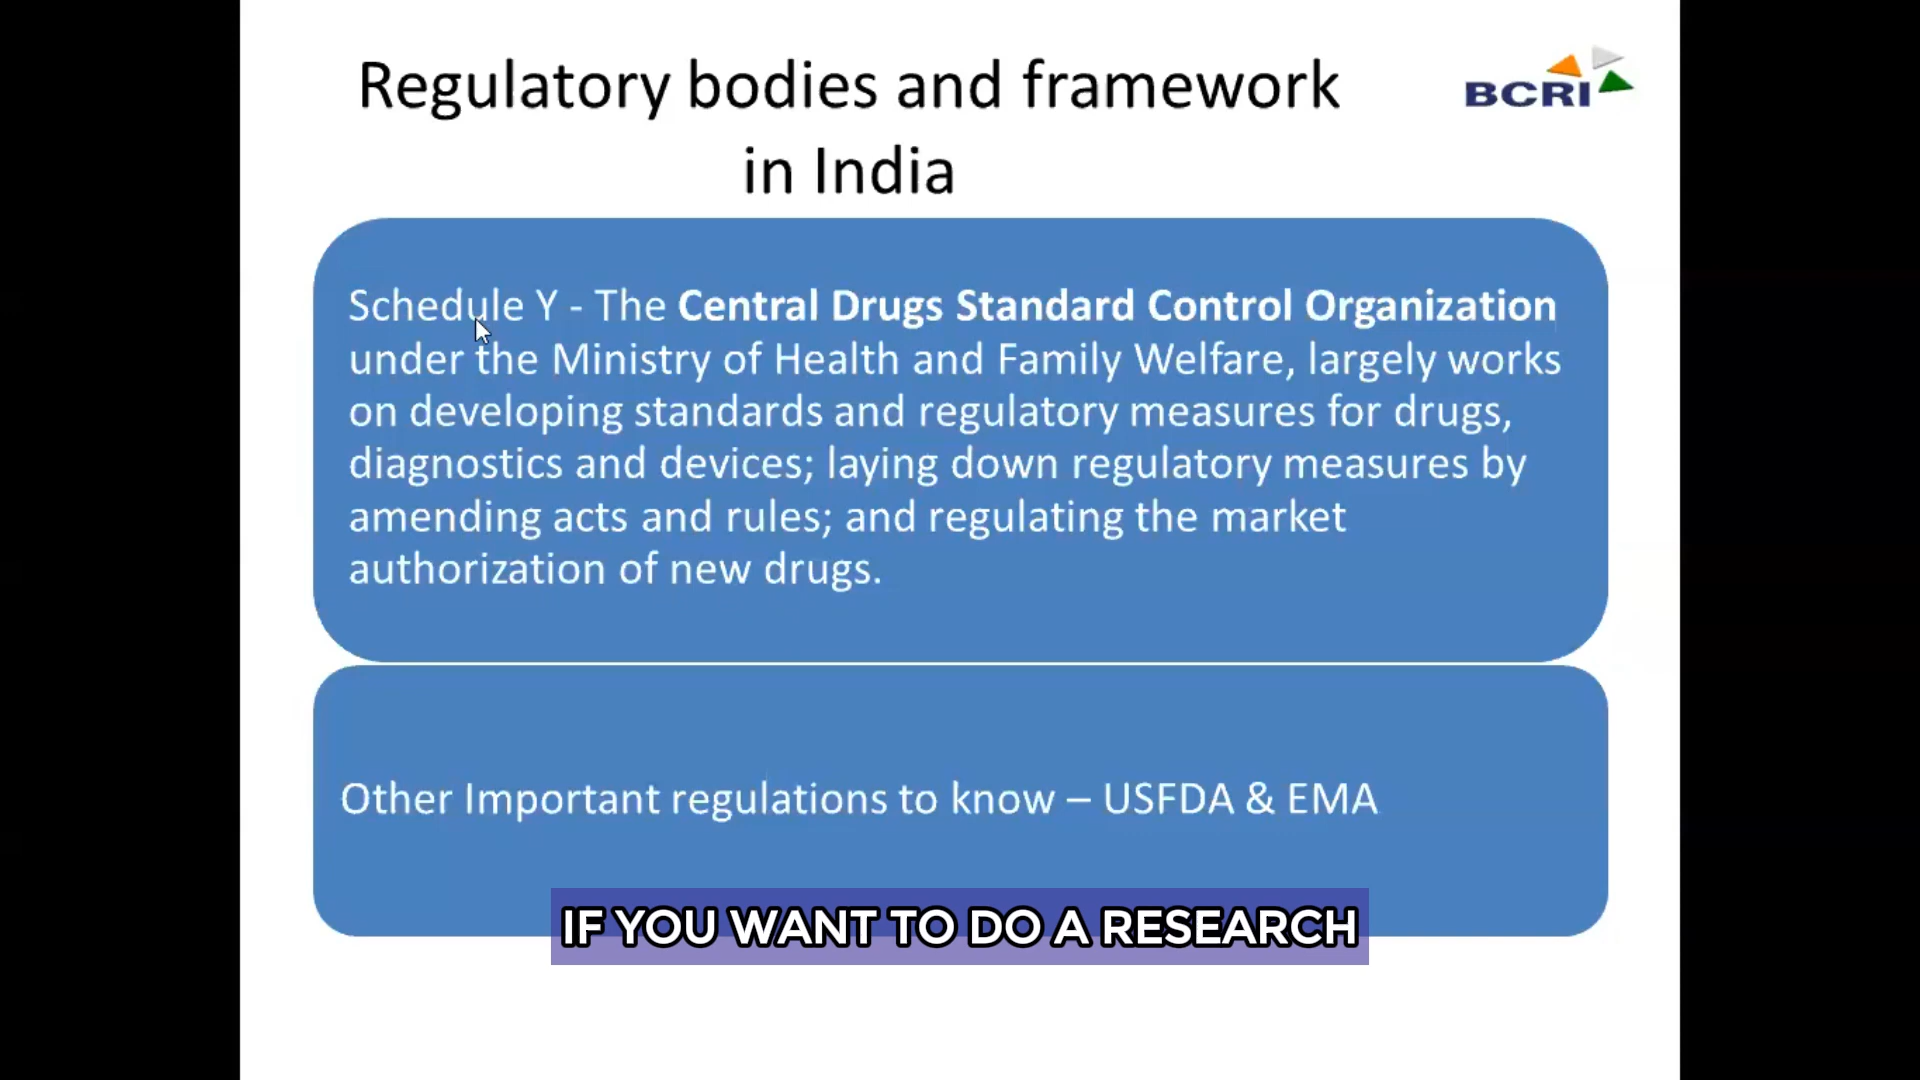 Regulatory bodies and framework
in India
BCRI
Schedule Y - The Central Drugs Standard Control Organization
under the Ministry of Health and Family Welfare, largely works
on developing standards and regulatory measures for drugs,
diagnostics and devices; laying down regulatory measures by
amending acts and rules; and regulating the market
authorization of new drugs.
Other Important regulations to know – USFDA & EMA
IF YOU WANT TO DO A RESEARCH